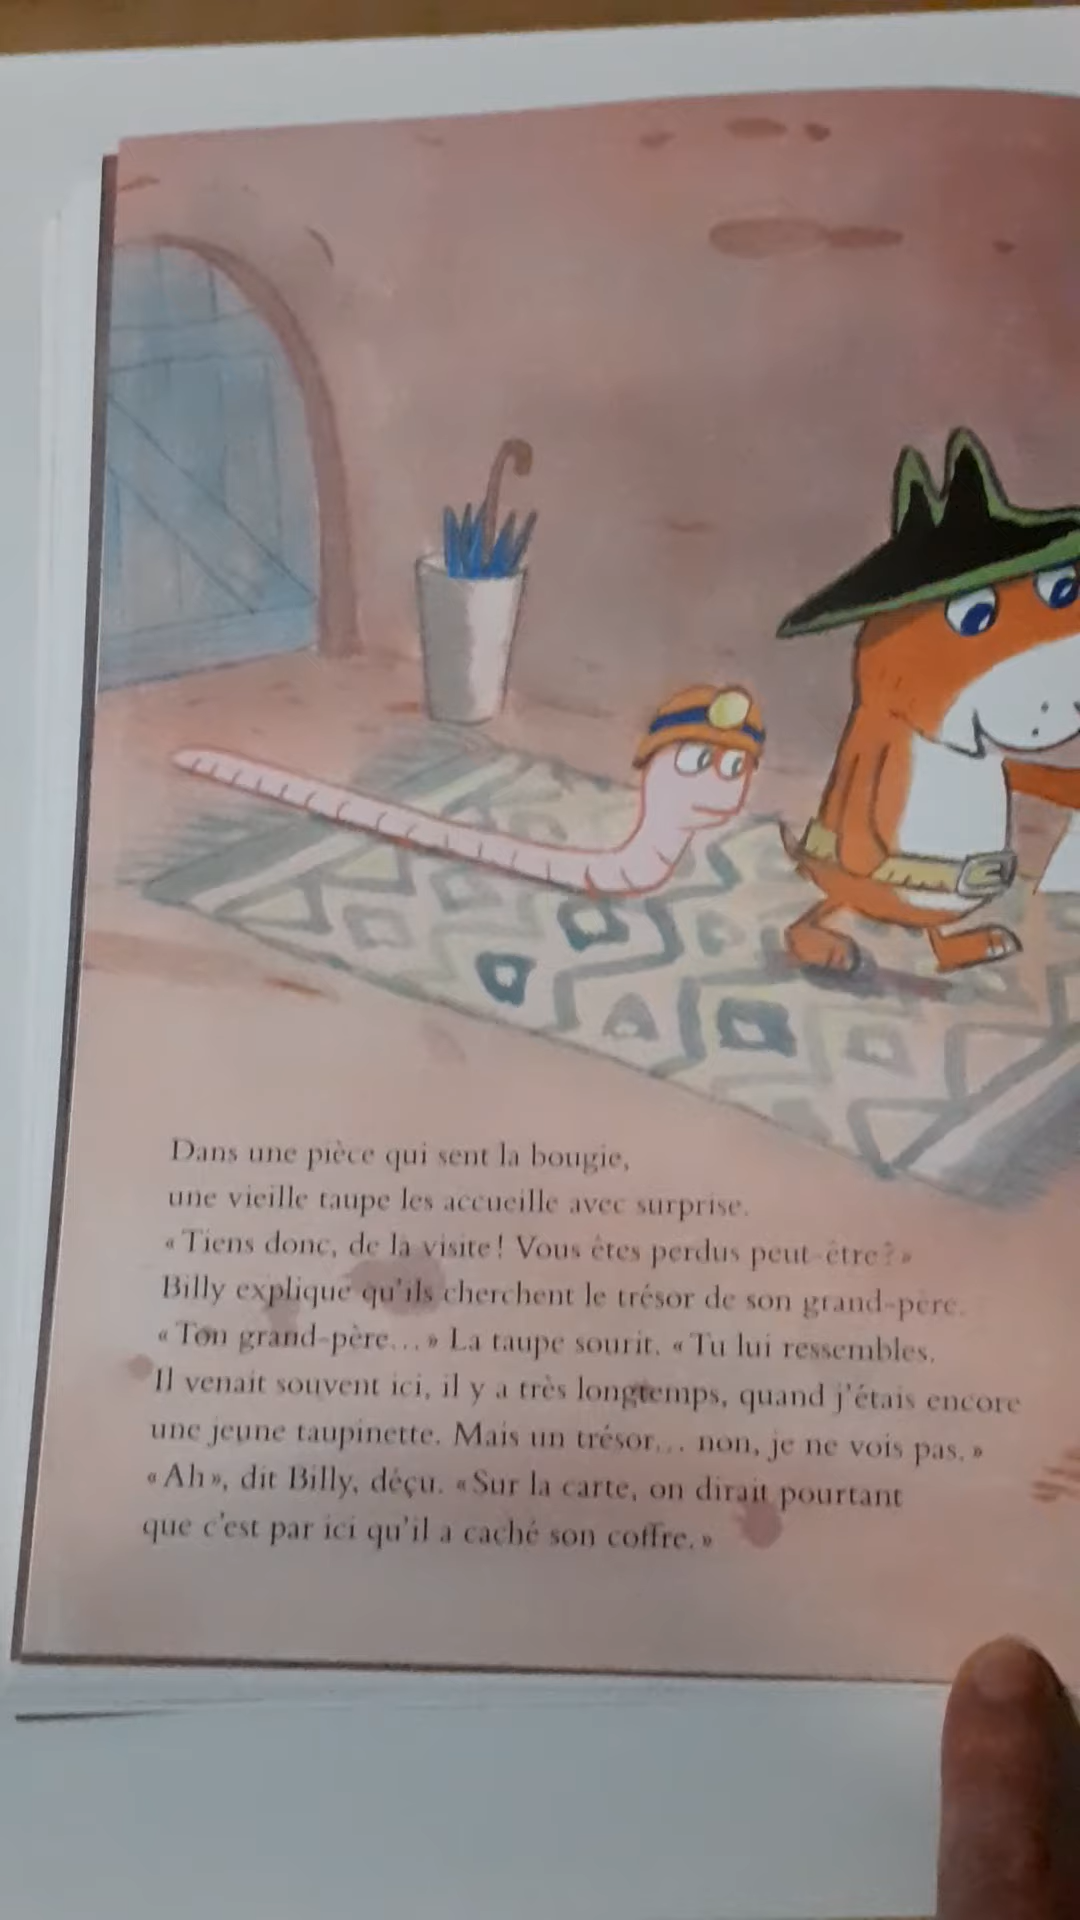 Dans une pièce qui sent la bougie,
une vieille taupe les accueille avec surprise.
« Tiens donc, de la visite ! Vous êtes perdus peut-être ? »
Billy explique qu'ils cherchent le trésor de son grand-père.
« Ton grand-père... » La taupe sourit. « Tu lui ressembles.
Il venait souvent ici, il y a très longtemps, quand j'étais encore
une jeune taupinette. Mais un trésor... non, je ne vois pas. »
« Ah », dit Billy, déçu. « Sur la carte, on dirait pourtant
que c'est par ici qu'il a caché son coffre. »